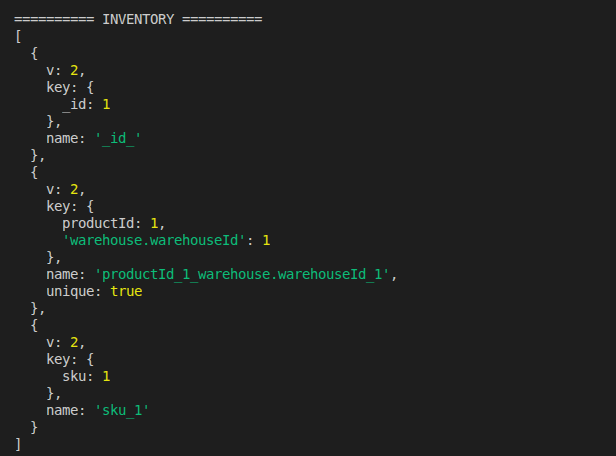 ========== INVENTORY ==========
[
  {
    v: 2,
    key: {
      _id: 1
    },
    name: '_id_'
  },
  {
    v: 2,
    key: {
      productId: 1,
      'warehouse.warehouseId': 1
    },
    name: 'productId_1_warehouse.warehouseId_1',
    unique: true
  },
  {
    v: 2,
    key: {
      sku: 1
    },
    name: 'sku_1'
  }
]